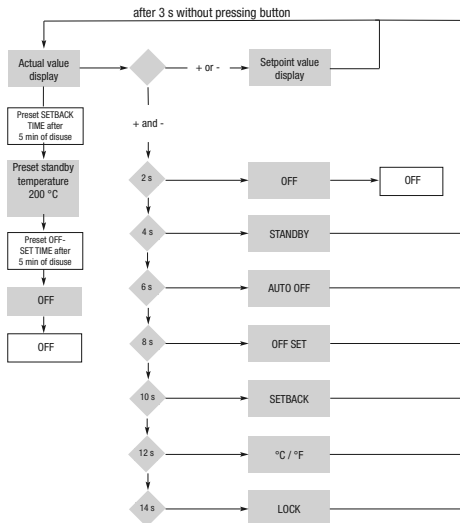 after 3 s without pressing button
Actual value
display
+ or -
Setpoint value
display
Preset SETBACK
TIME after
5 min of disuse
+ and -
Preset standby
temperature
200 °C
2 s
OFF
OFF
Preset OFF-
SET TIME after
5 min of disuse
4 s
STANDBY
OFF
6 s
AUTO OFF
OFF
8 s
OFF SET
10 s
SETBACK
12 s
°C / °F
14 s
LOCK